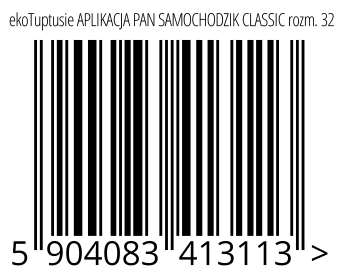 ekoTuptusie APLIKACJA PAN SAMOCHODZIK CLASSIC rozm. 32
5 904083 413113 >